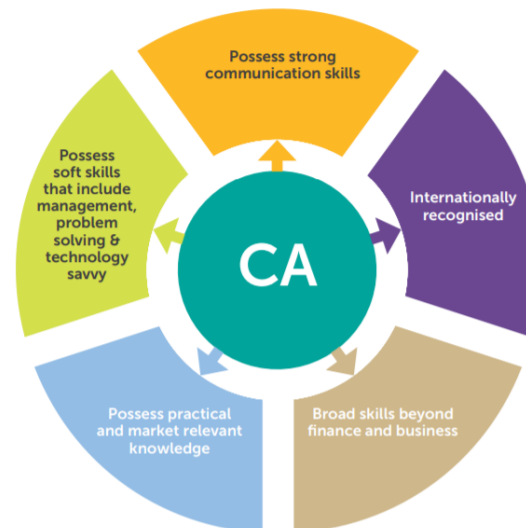 Possess strong
communication skills
Internationally
recognised
Broad skills beyond
finance and business
Possess practical
and market relevant
knowledge
Possess
soft skills
that include
management,
problem
solving &
technology
savvy
CA